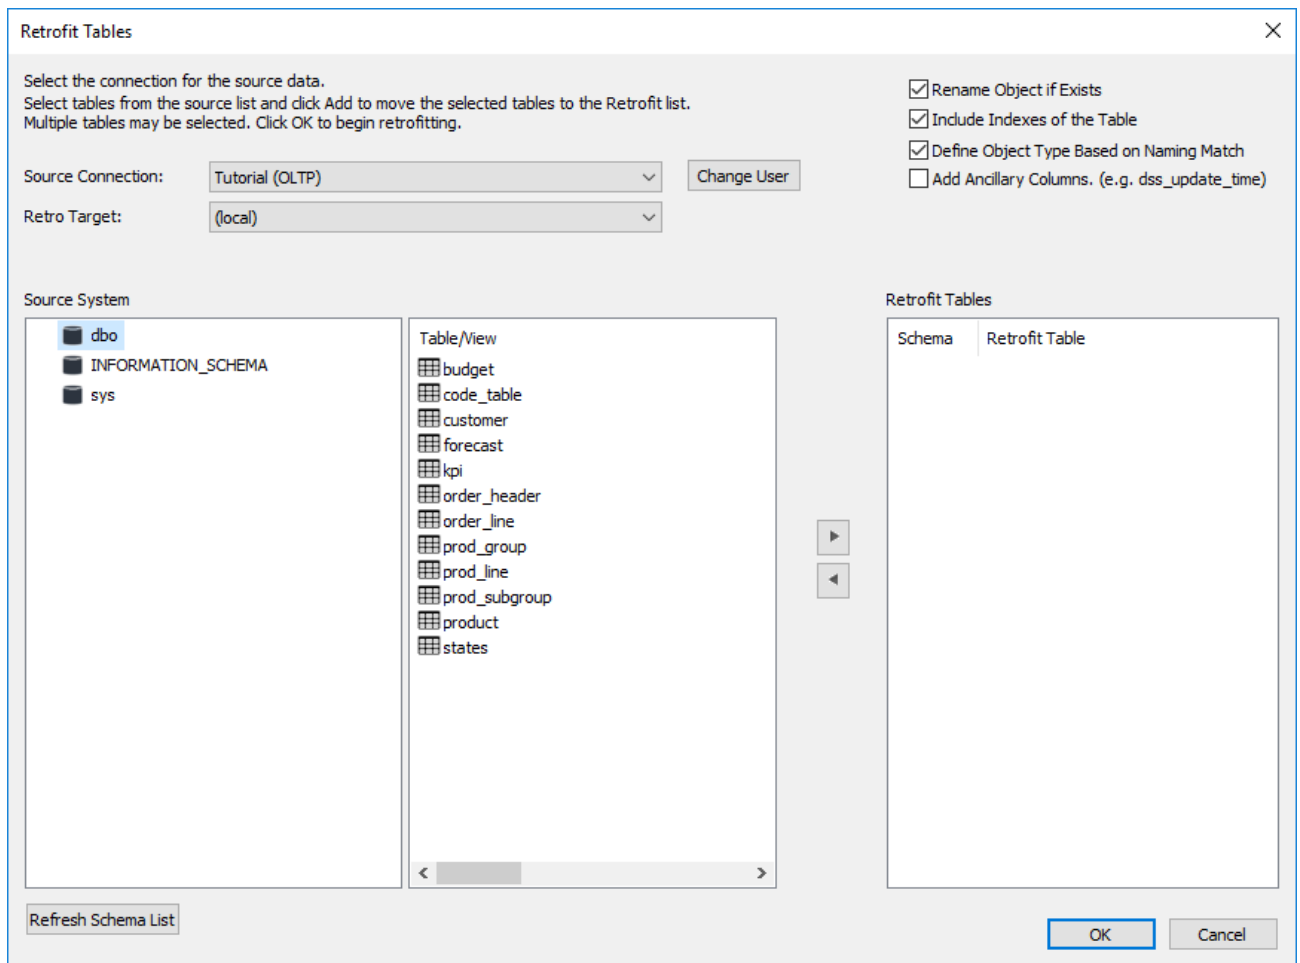 Retrofit Tables
Select the connection for the source data.
Select tables from the source list and click Add to move the selected tables to the Retrofit list.
Multiple tables may be selected. Click OK to begin retrofitting.
Rename Object if Exists
Include Indexes of the Table
Define Object Type Based on Naming Match
Add Ancillary Columns. (e.g. dss_update_time)
Source Connection:
Tutorial (OLTP)
Change User
Retro Target:
(local)
Source System
dbo
INFORMATION_SCHEMA
sys
Table/View
budget
code_table
customer
forecast
kpi
order_header
order_line
prod_group
prod_line
prod_subgroup
product
states
Retrofit Tables
Schema Retrofit Table
Refresh Schema List
OK
Cancel